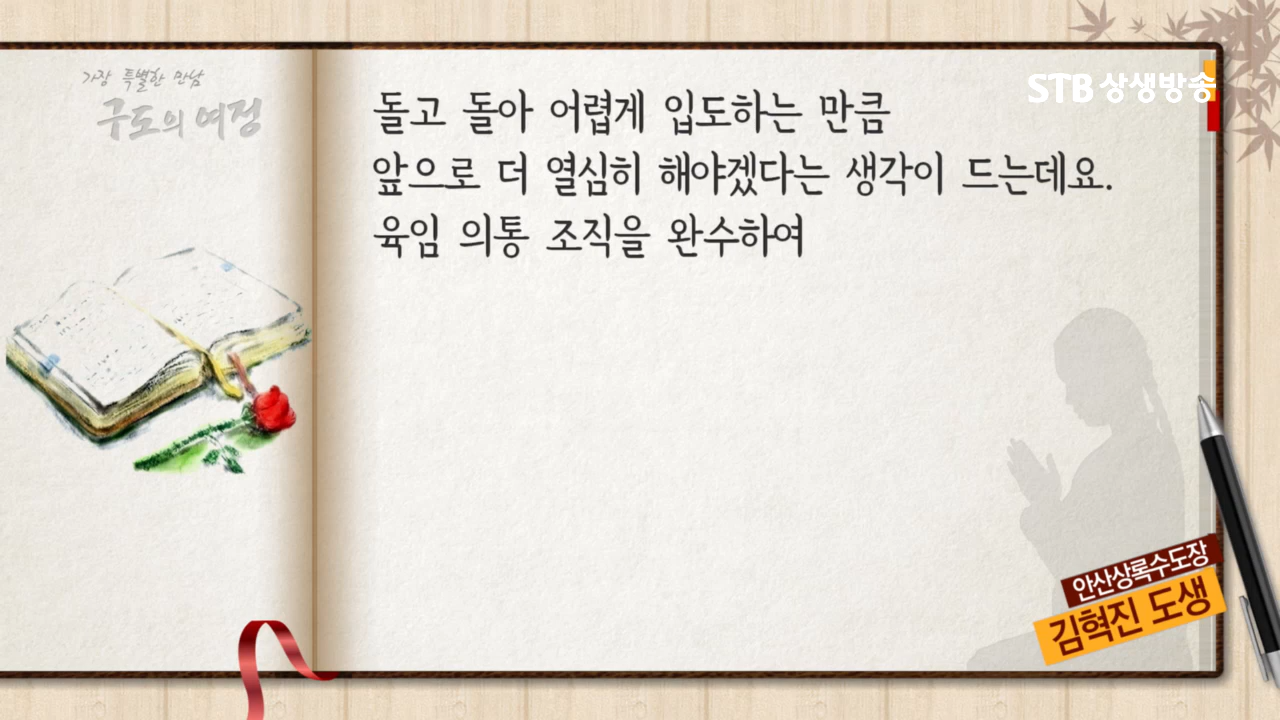 가장 특별한 만남
구도의 여정
STB 상생방송
돌고 돌아 어렵게 입도하는 만큼
앞으로 더 열심히 해야겠다는 생각이 드는데요.
육임 의통 조직을 완수하여
안산상록수도장
김혁진 도생